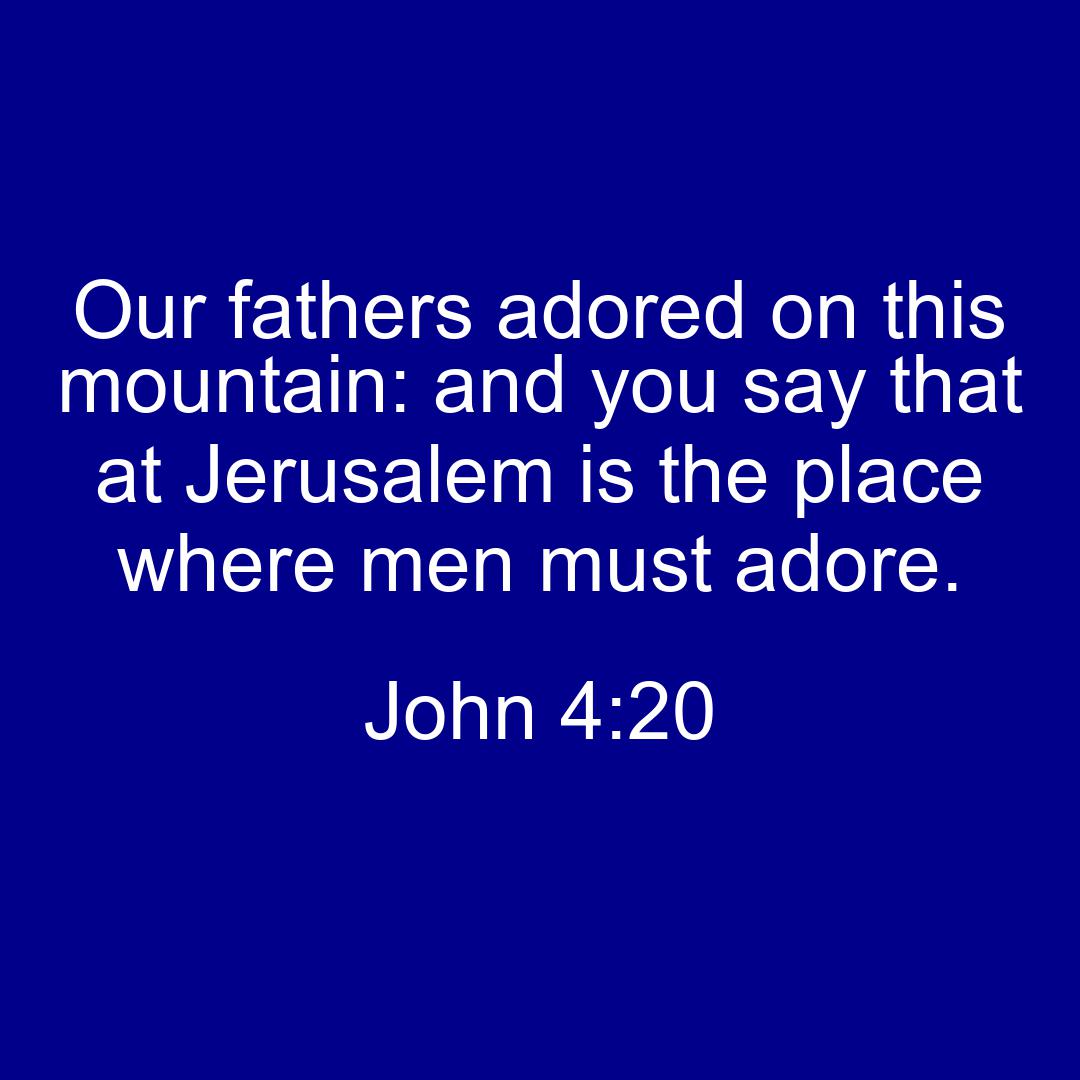 Our fathers adored on this
mountain: and you say that
at Jerusalem is the place
where men must adore.
John 4:20